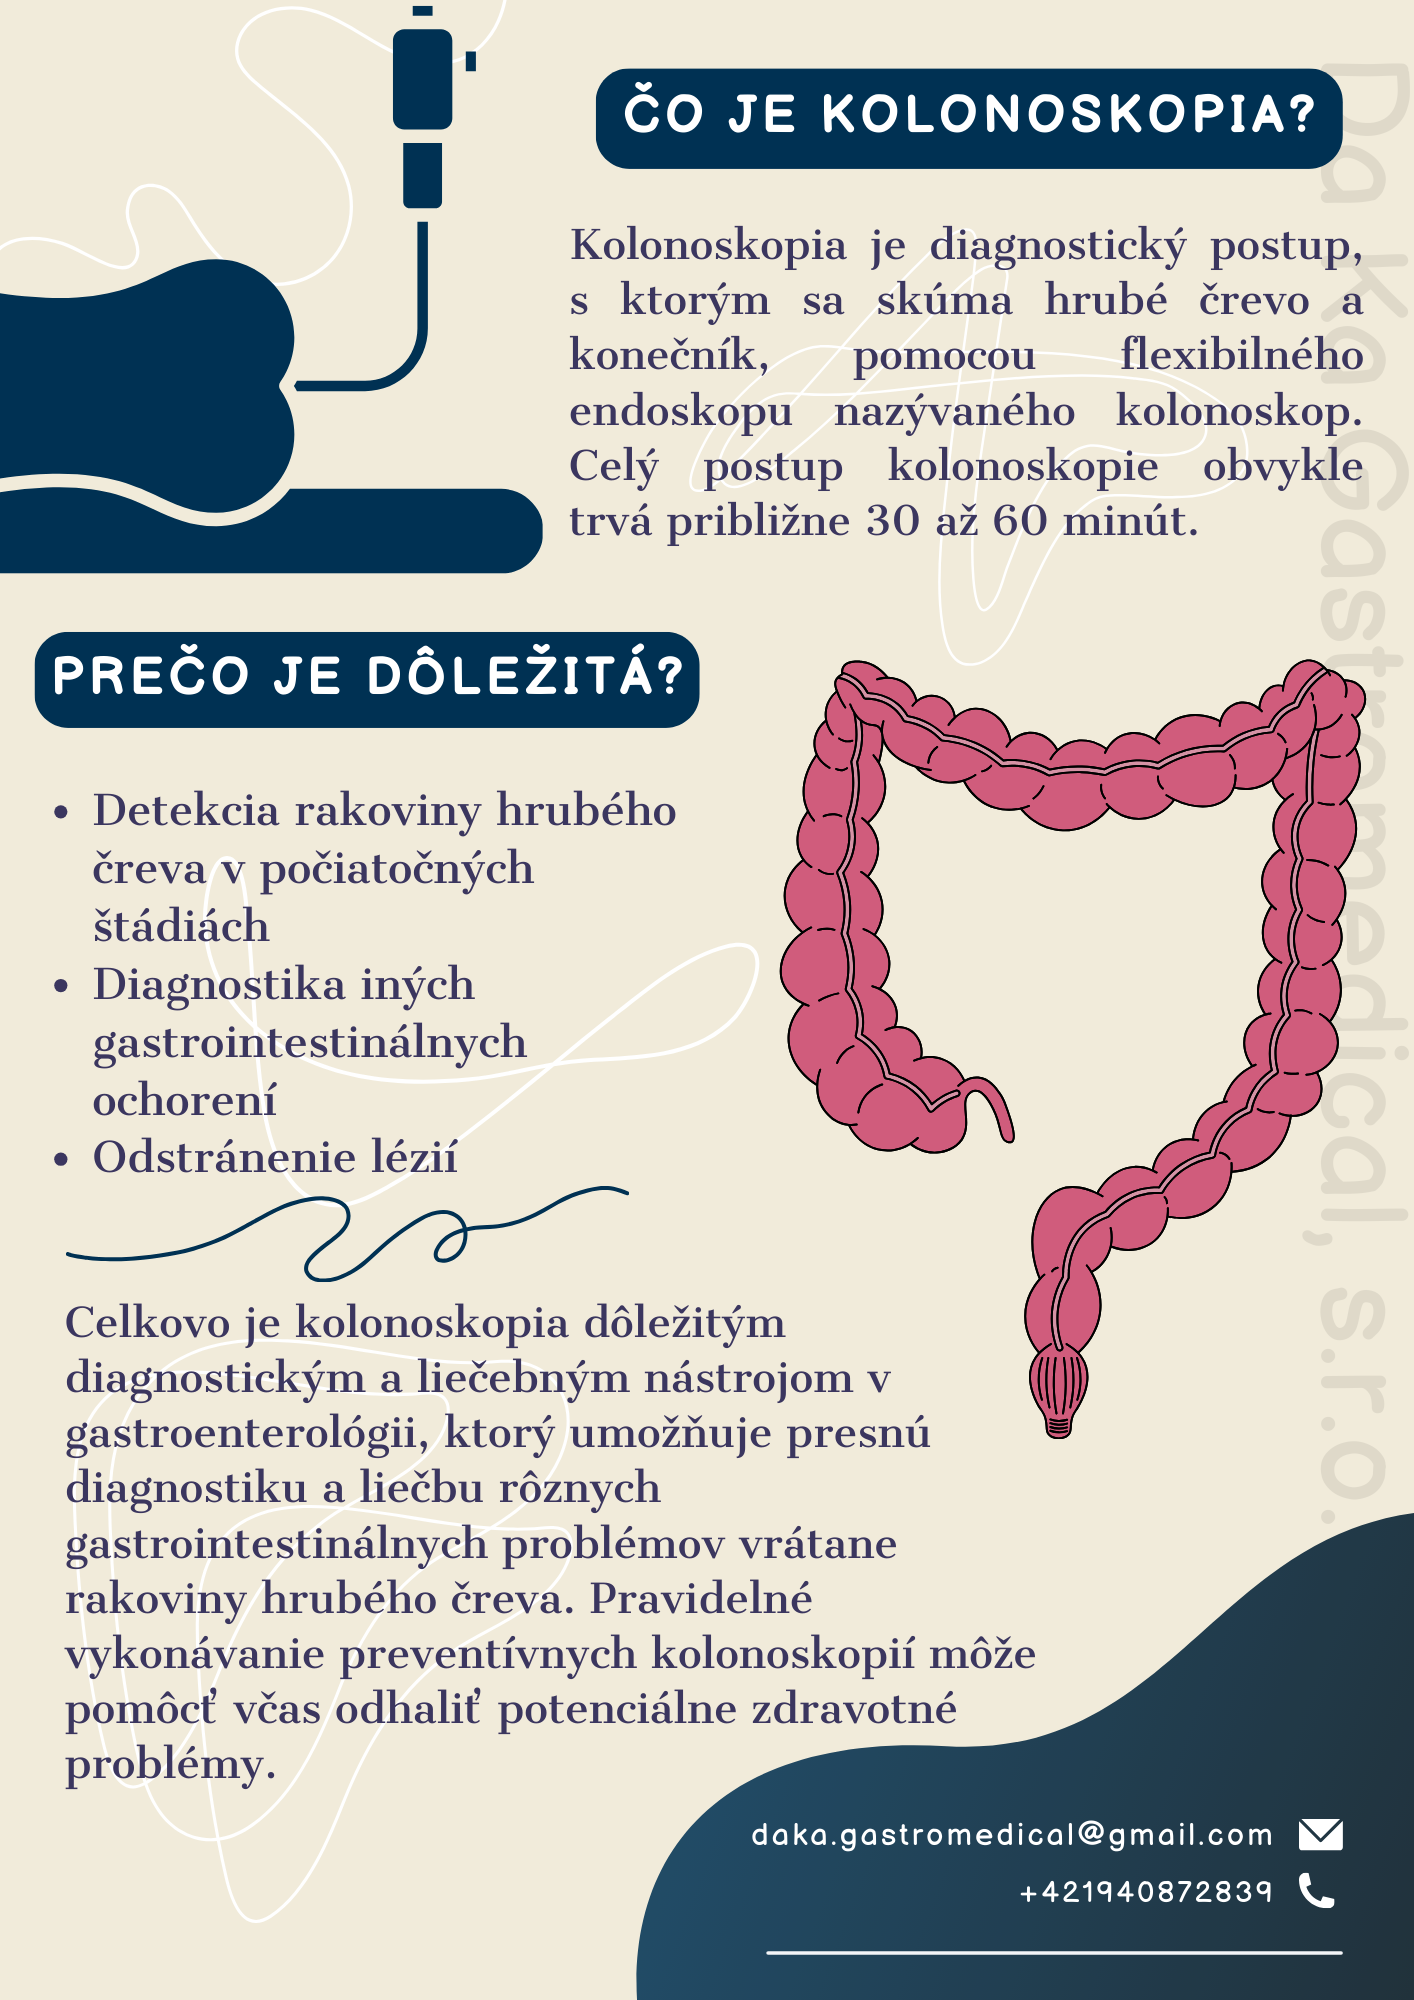 ČO JE KOLONOSKOPIA?
Kolonoskopia je diagnostický postup,
s ktorým sa skúma hrubé črevo a
konečník, pomocou flexibilného
endoskopu nazývaného kolonoskop.
Celý postup kolonoskopie obvykle
trvá približne 30 až 60 minút.
Da Ka Gastromedical, s.r.o.
PREČO JE DÔLEŽITÁ?
• Detekcia rakoviny hrubého
čreva v počiatočných
štádiách
• Diagnostika iných
gastrointestinálnych
ochorení
• Odstránenie lézií
Celkovo je kolonoskopia dôležitým
diagnostickým a liečebným nástrojom v
gastroenterológii, ktorý umožňuje presnú
diagnostiku a liečbu rôznych
gastrointestinálnych problémov vrátane
rakoviny hrubého čreva. Pravidelné
vykonávanie preventívnych kolonoskopií môže
pomôcť včas odhaliť potenciálne zdravotné
problémy.
daka.gastromedical@gmail.com
+421940872839